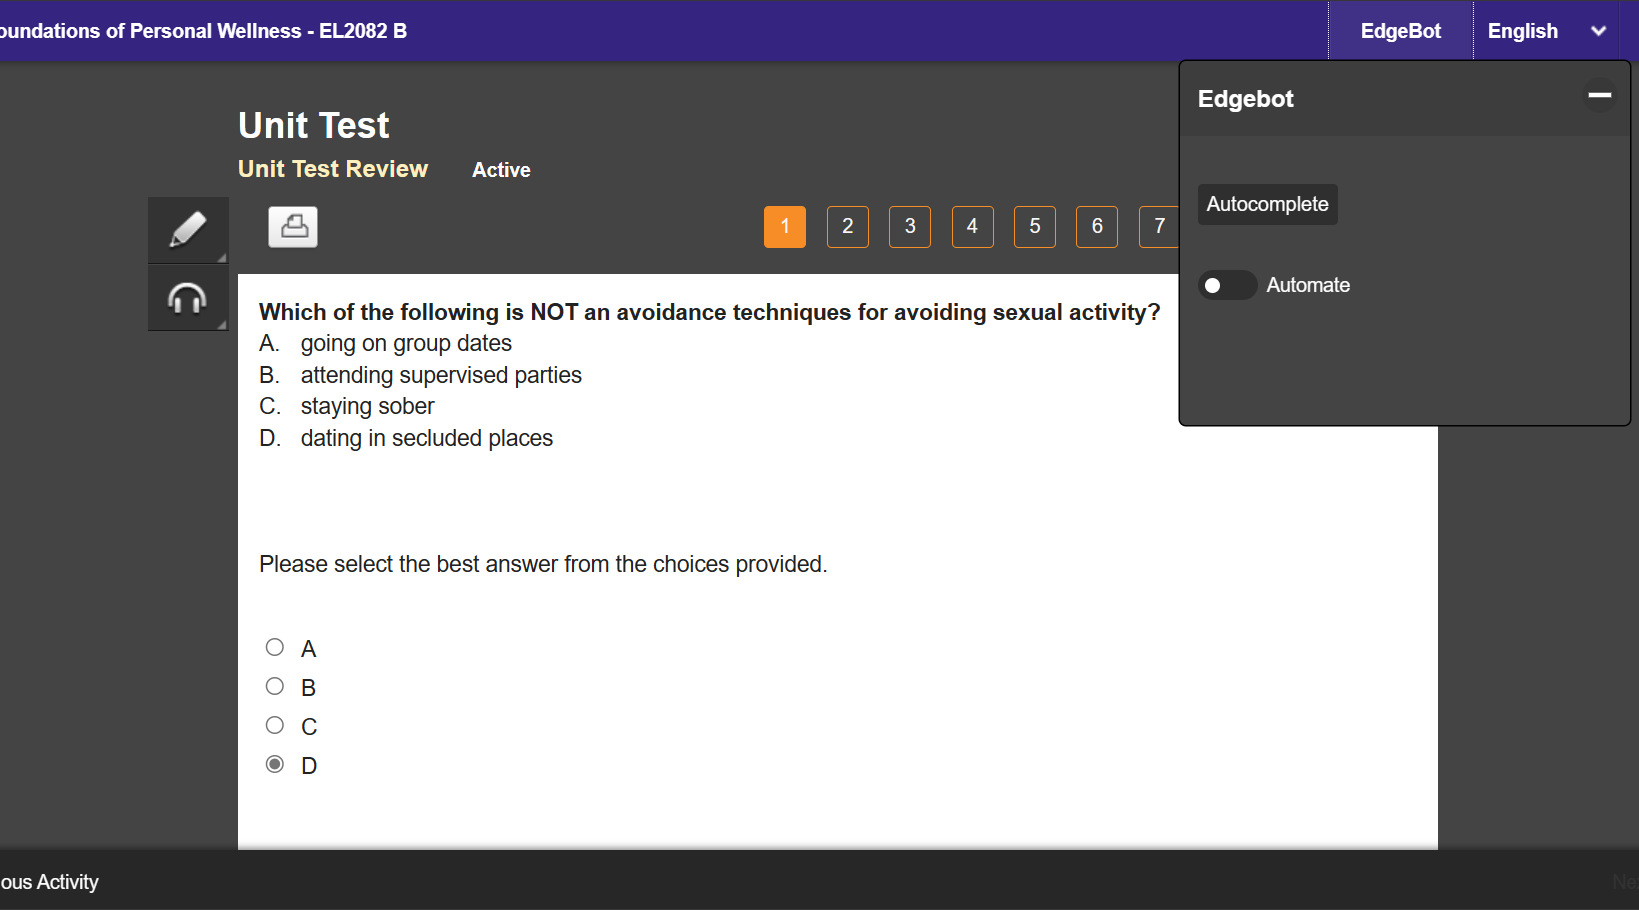 oundations of Personal Wellness - EL2082 B
EdgeBot
English
Edgebot
Unit Test
Unit Test Review
Active
Autocomplete
1 2 3 4 5 6 7
Automate
Which of the following is NOT an avoidance techniques for avoiding sexual activity?
A. going on group dates
B. attending supervised parties
C. staying sober
D. dating in secluded places
Please select the best answer from the choices provided.
A
B
C
D
ous Activity
Ne